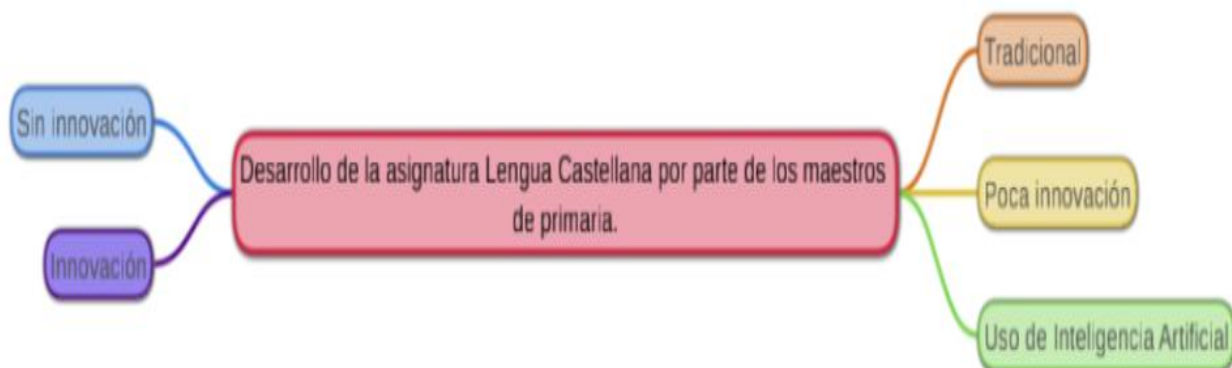 Sin innovación
Innovación
Desarrollo de la asignatura Lengua Castellana por parte de los maestros
de primaria.
Tradicional
Poca innovación
Uso de Inteligencia Artificial